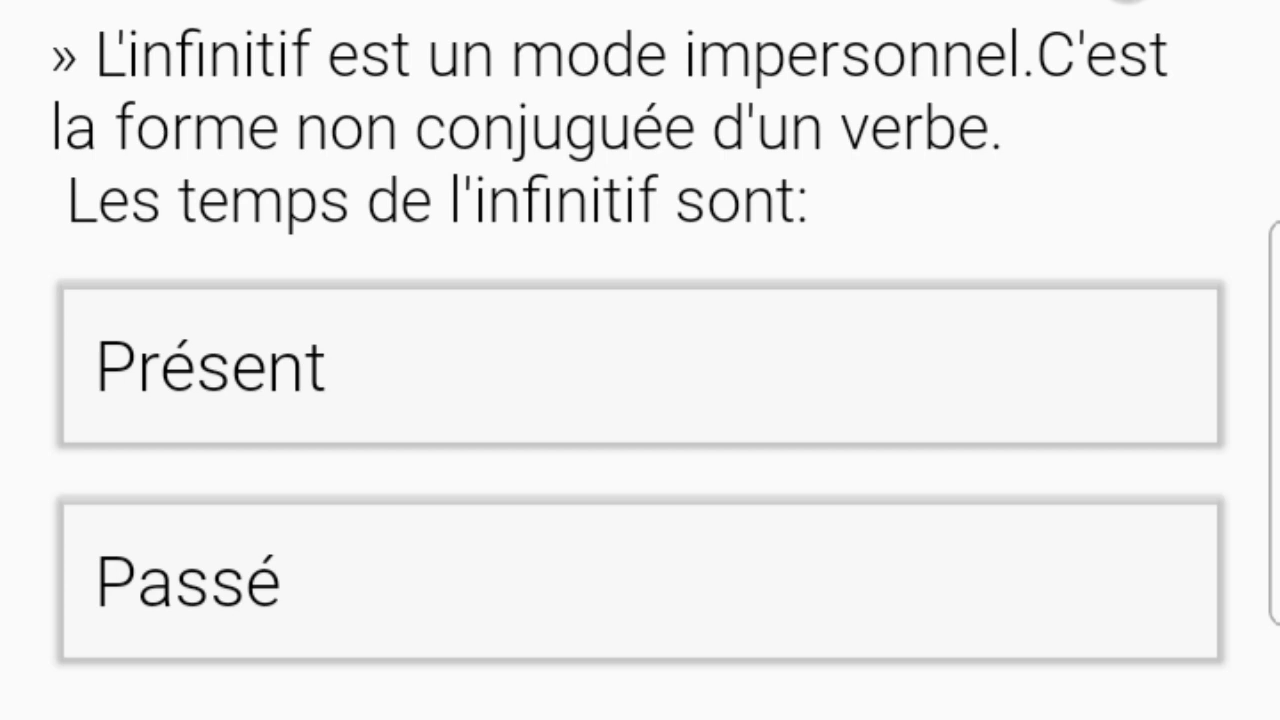 » L'infinitif est un mode impersonnel.C'est
la forme non conjuguée d'un verbe.
Les temps de l'infinitif sont:
Présent
Passé